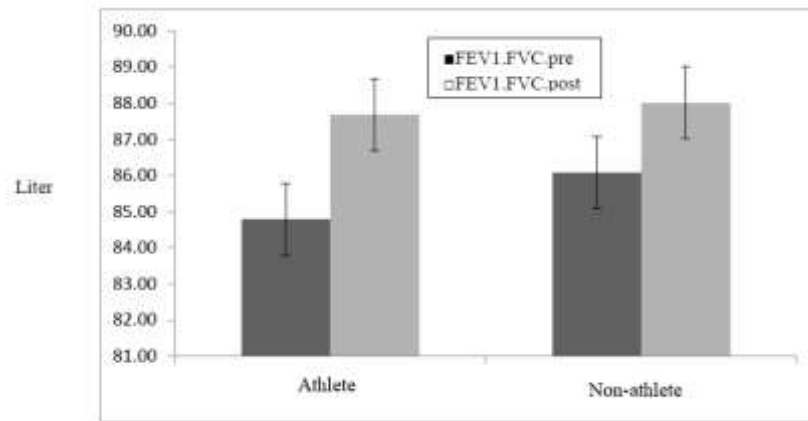 90.00
89.00
88.00
87.00
86.00
85.00
84.00
83.00
82.00
81.00
Liter
■FEV1.FVC.pre
□FEV1.FVC.post
Athlete
Non-athlete